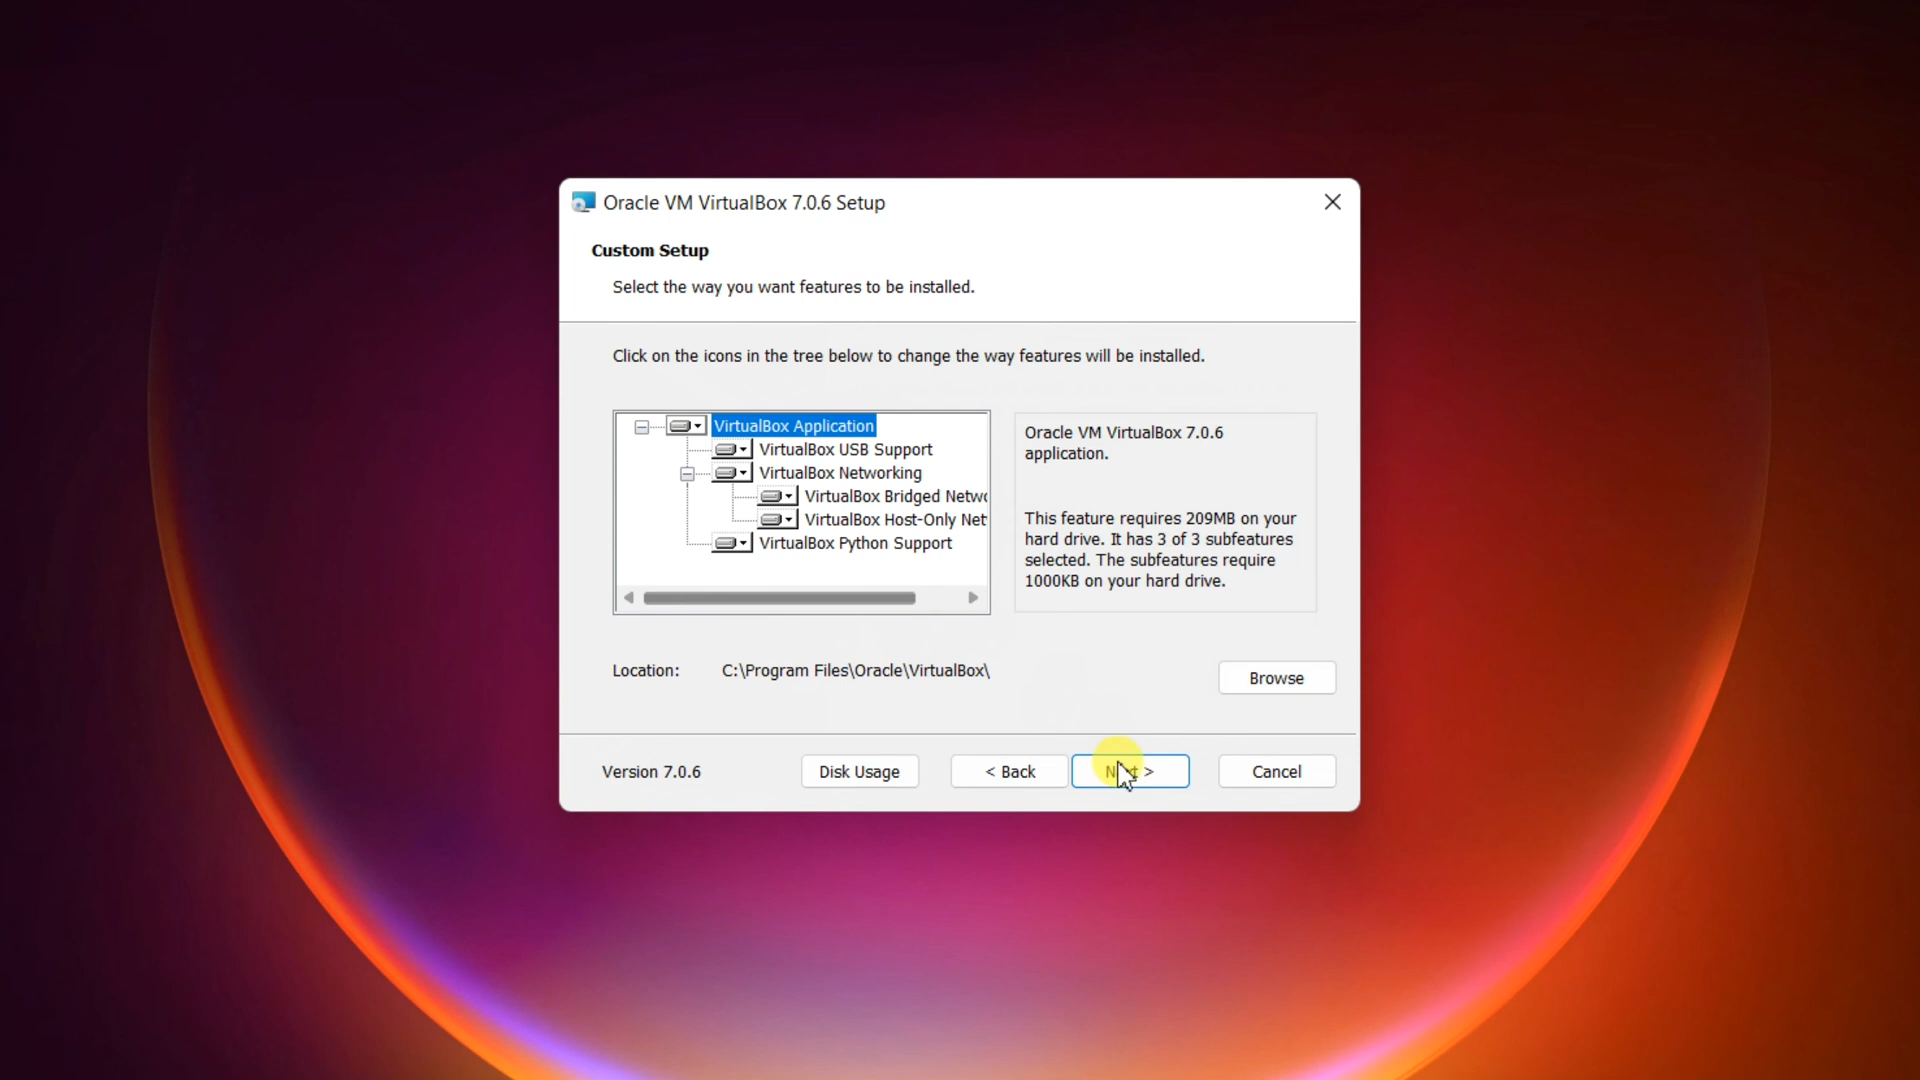 Oracle VM VirtualBox 7.0.6 Setup
Custom Setup
Select the way you want features to be installed.
Click on the icons in the tree below to change the way features will be installed.
VirtualBox Application
VirtualBox USB Support
VirtualBox Networking
VirtualBox Bridged Netwo
VirtualBox Host-Only Net
VirtualBox Python Support
Oracle VM VirtualBox 7.0.6
application.
This feature requires 209MB on your
hard drive. It has 3 of 3 subfeatures
selected. The subfeatures require
1000KB on your hard drive.
Location: C:\Program Files\Oracle\VirtualBox\
Browse
Version 7.0.6
Disk Usage
< Back
Next >
Cancel